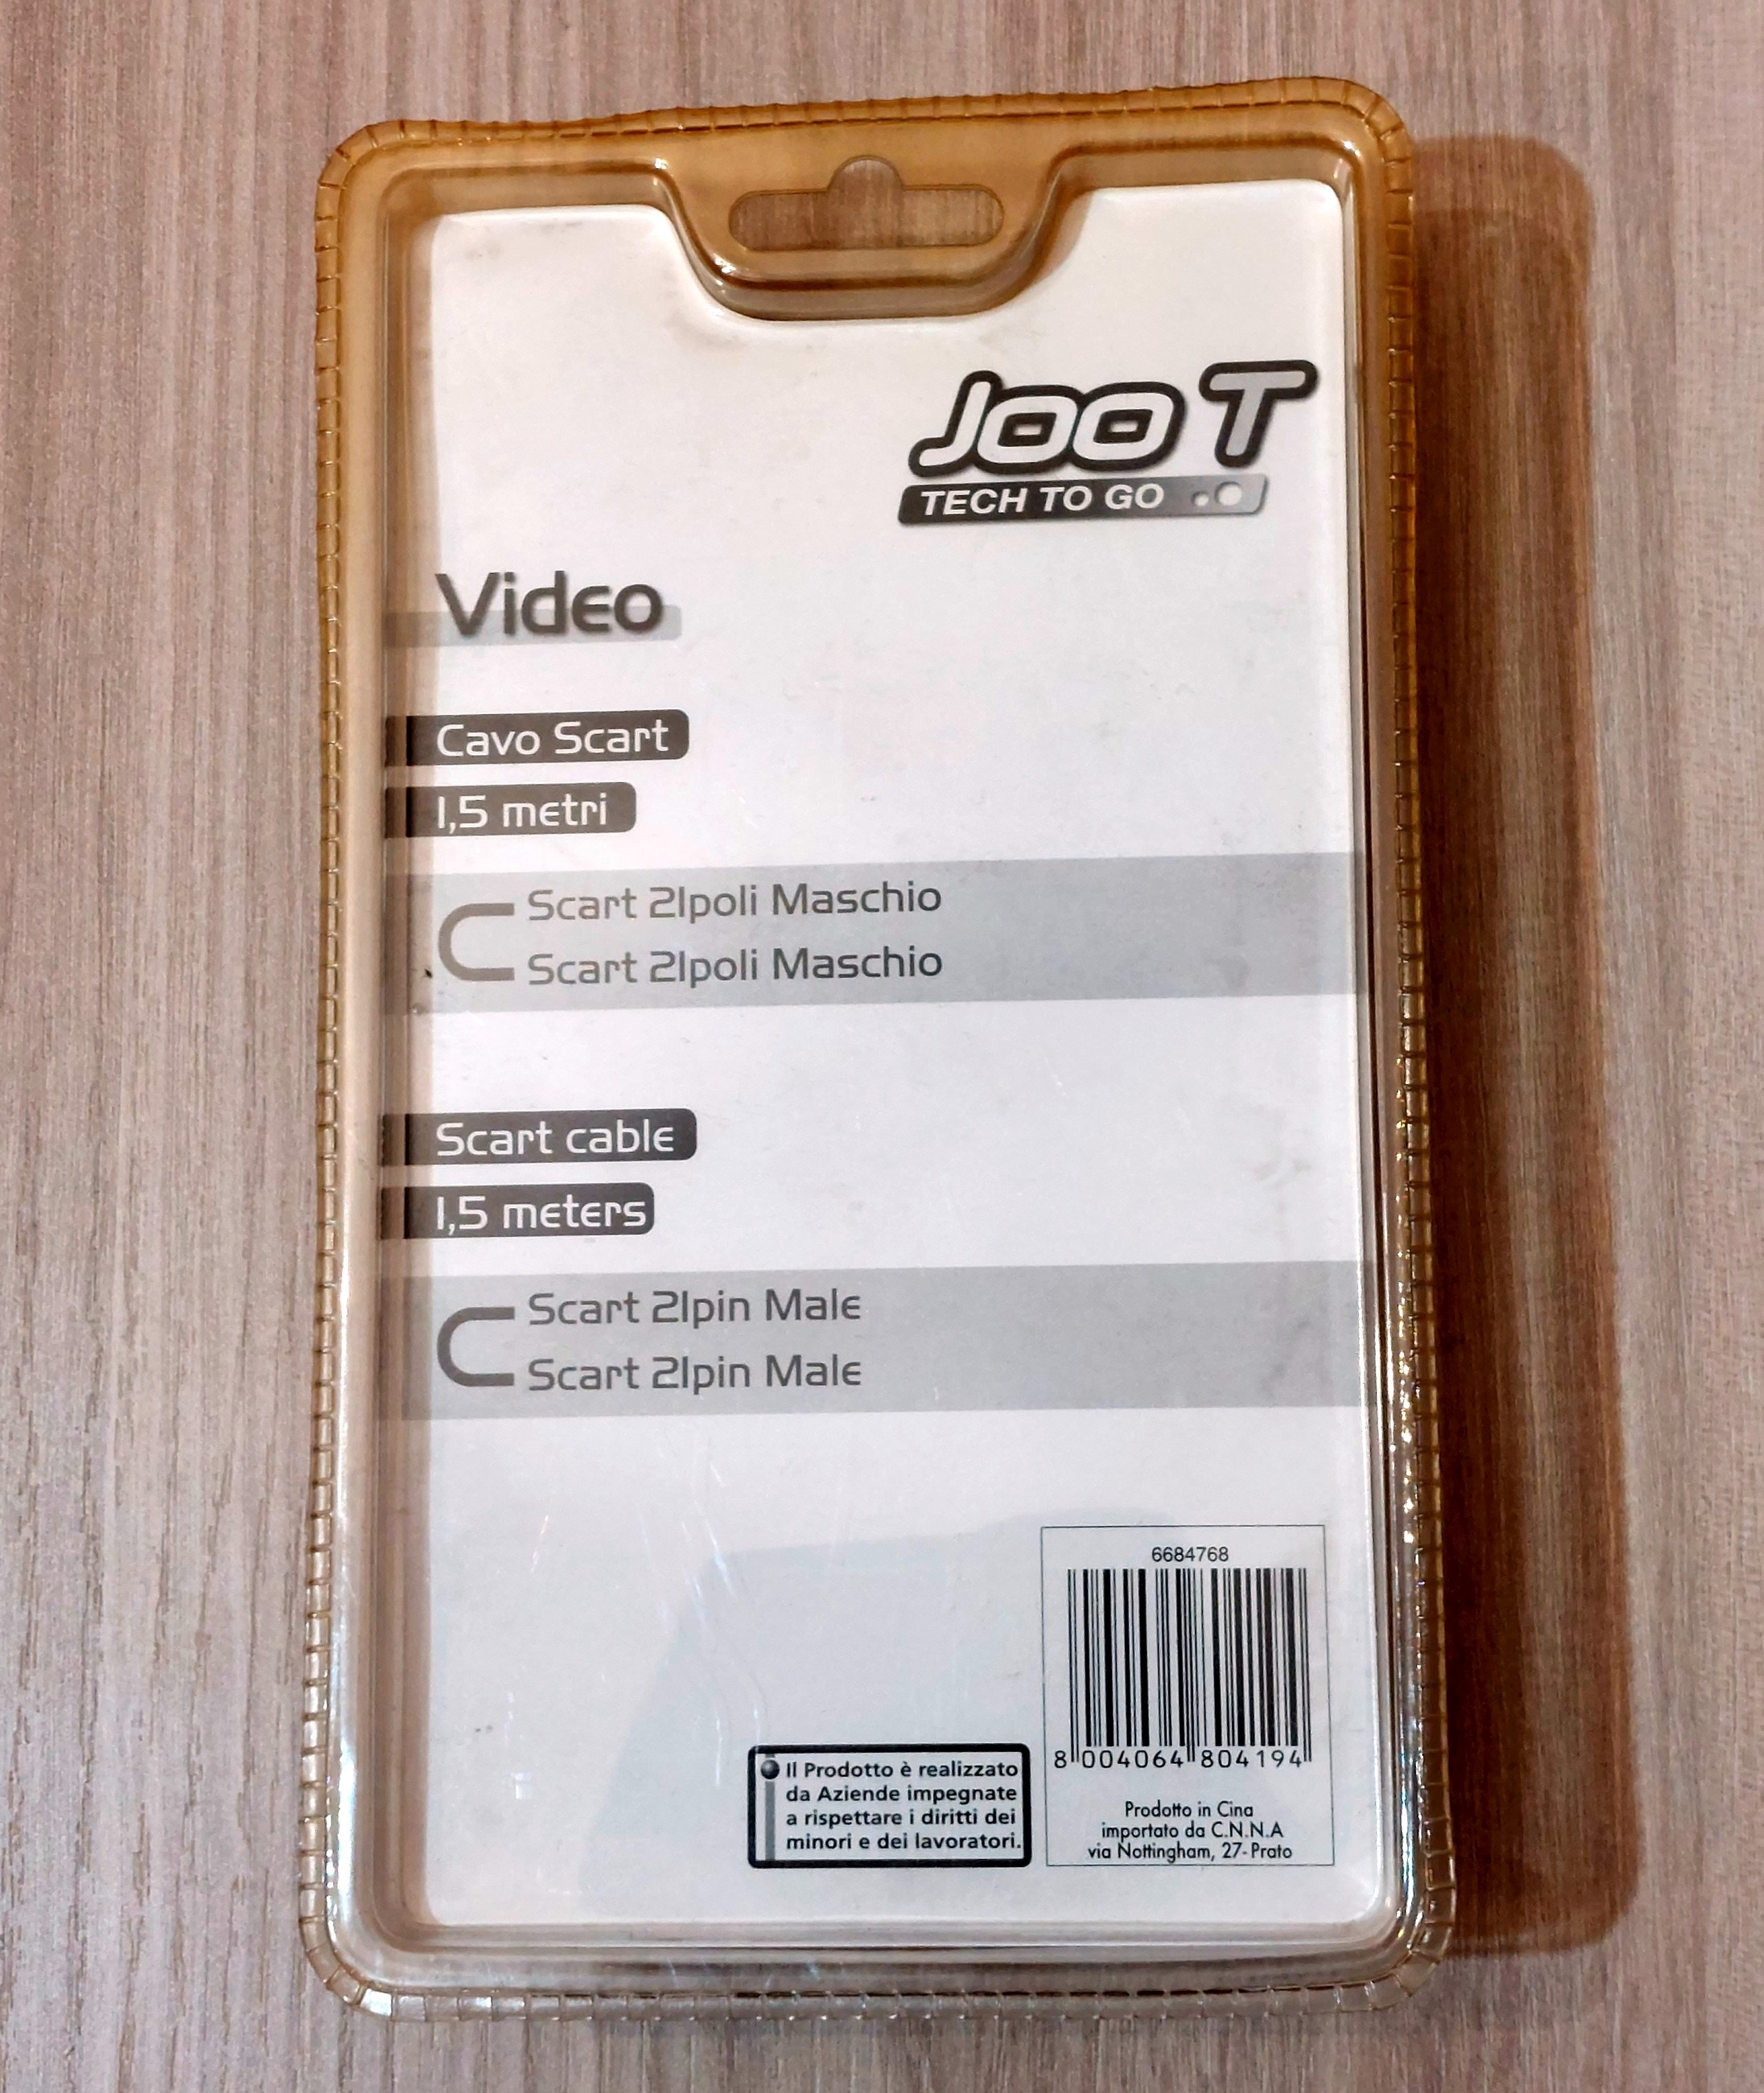 Joo T
TECH TO GO
Video
Cavo Scart
1,5 metri
Scart 21poli Maschio
Scart 21poli Maschio
Scart cable
1,5 meters
Scart 21pin Male
Scart 21pin Male
6684768
8 004064 804194
Il Prodotto è realizzato
da Aziende impegnate
a rispettare i diritti dei
minori e dei lavoratori.
Prodotto in Cina
importato da C.N.N.A
via Nottingham, 27-Prato